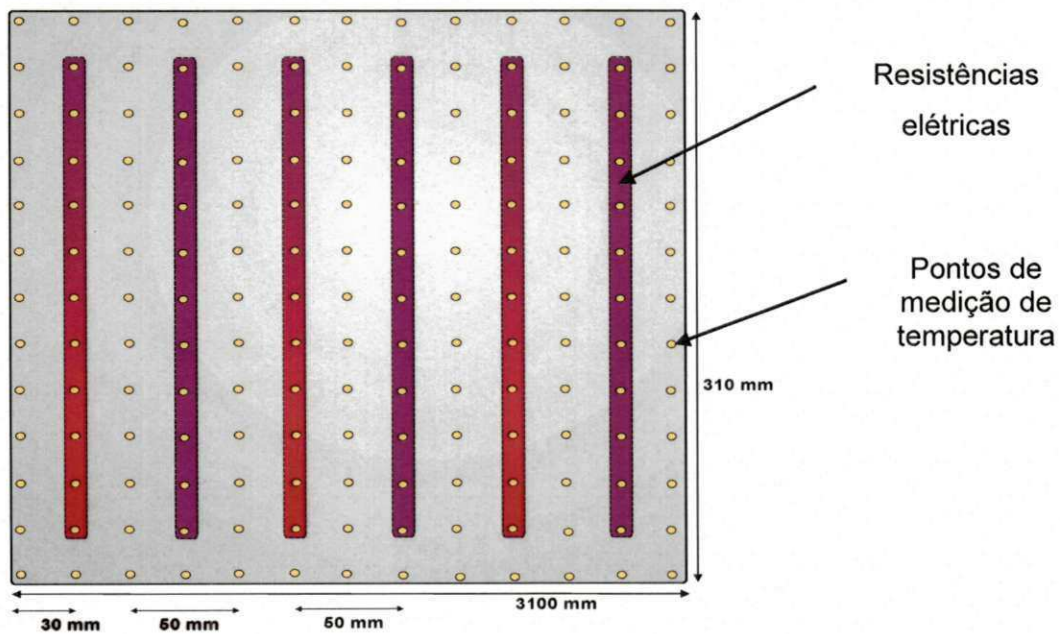 Resistências
elétricas
Pontos de
medição de
temperatura
310 mm
3100 mm
30 mm
50 mm
50 mm